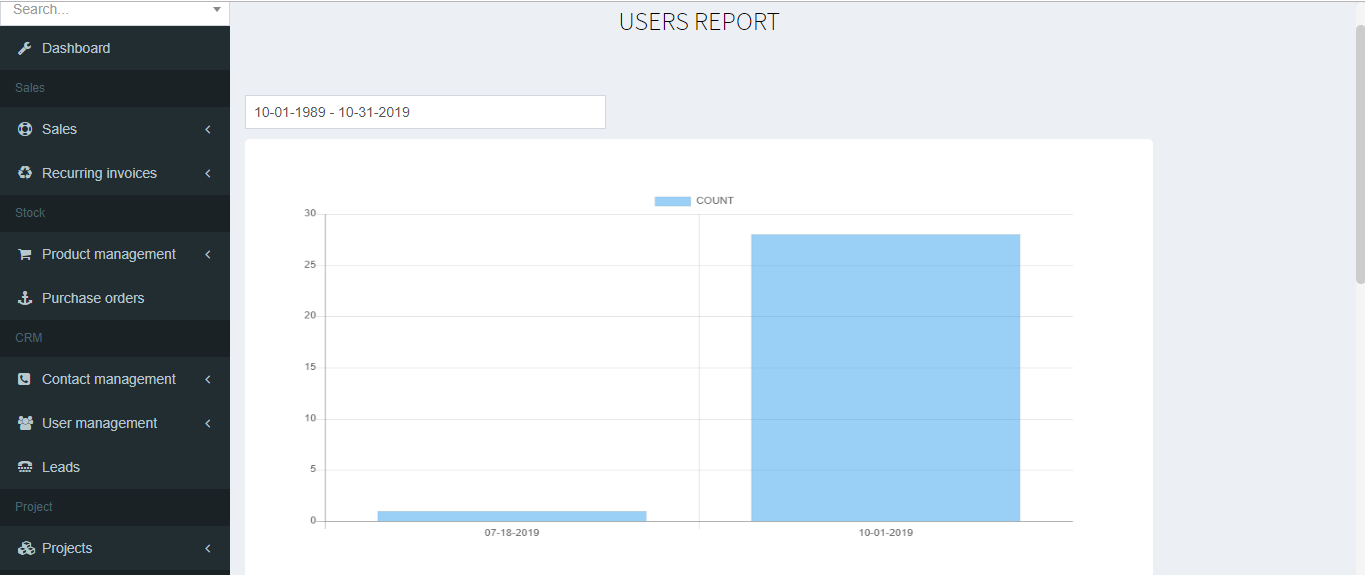 Search...
Dashboard
Sales
Sales
Recurring invoices
Stock
Product management
Purchase orders
CRM
Contact management
User management
Leads
Project
Projects
USERS REPORT
10-01-1989 - 10-31-2019
COUNT
30
25
20
15
10
5
0
07-18-2019
10-01-2019